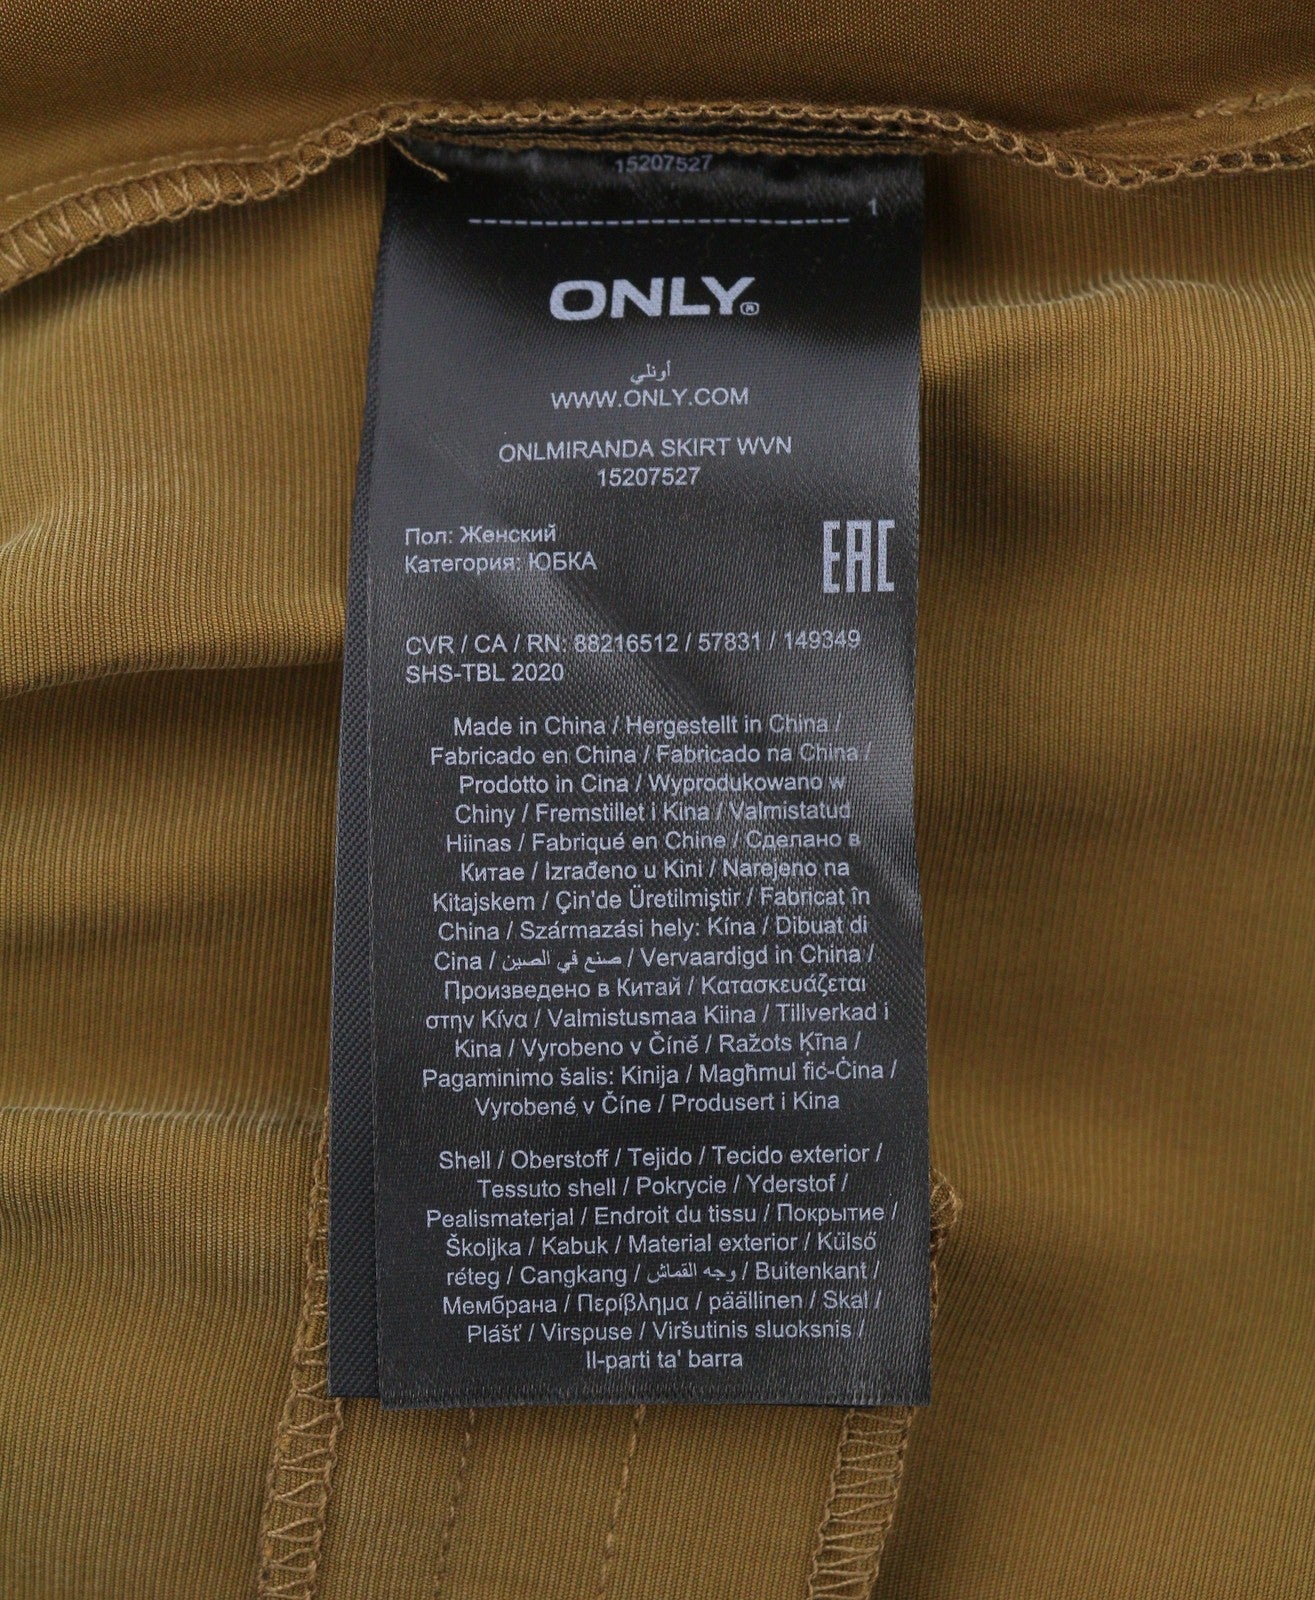 15207527
1
ONLY®
أونلي
WWW.ONLY.COM
ONLMIRANDA SKIRT WVN
15207527
Пол: Женский
Категория: ЮБКА
EAC
CVR / CA / RN: 88216512 / 57831 / 149349
SHS-TBL 2020
Made in China / Hergestellt in China /
Fabricado en China / Fabricado na China /
Prodotto in Cina / Wyprodukowano w
Chiny / Fremstillet i Kina / Valmistatud
Hiinas / Fabriqué en Chine / Сделано в
Китае / Izrađeno u Kini / Narejeno na
Kitajskem / Çin'de Üretilmiştir / Fabricat în
China / Származási hely: Kína / Dibuat di
Cina / صنع في الصين / Vervaardigd in China /
Произведено в Китай / Κατασκευάζεται
στην Κίνα / Valmistusmaa Kiina / Tillverkad i
Kina / Vyrobeno v Číně / Ražots Ķīna /
Pagaminimo šalis: Kinija / Magħmul fiċ-Ċina /
Vyrobené v Číne / Produsert i Kina
Shell / Oberstoff / Tejido / Tecido exterior /
Tessuto shell / Pokrycie / Yderstof /
Pealismaterjal / Endroit du tissu / Покрытие /
Školjka / Kabuk / Material exterior / Külső
réteg / Cangkang / وجه القماش / Buitenkant /
Мембрана / Περίβλημα / päällinen / Skal /
Plášť / Virspuse / Viršutinis sluoksnis /
Il-parti ta' barra